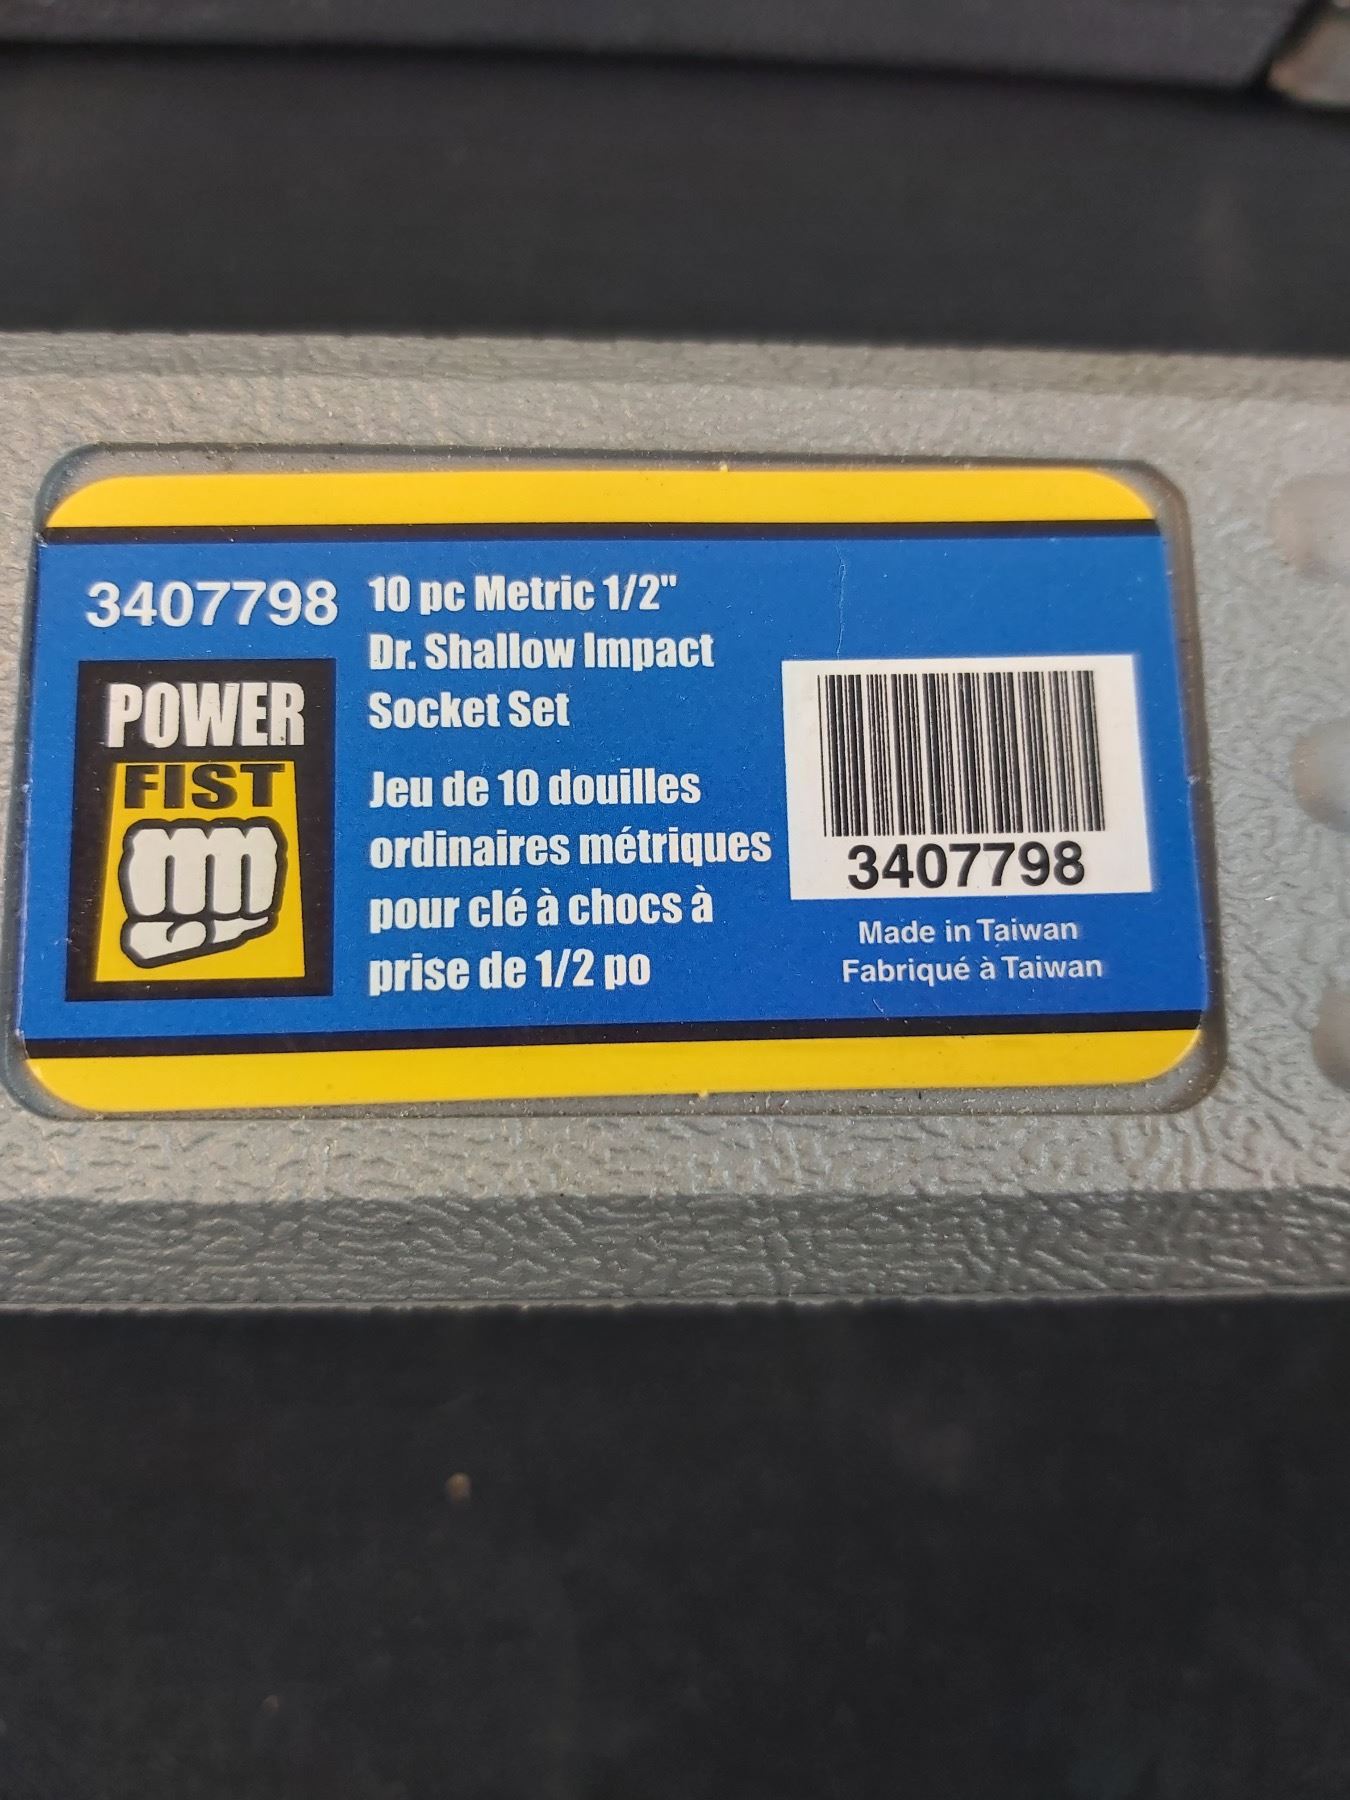 3407798
POWER
FIST
10 pc Metric 1/2"
Dr. Shallow Impact
Socket Set
Jeu de 10 douilles
ordinaires métriques
pour clé à chocs à
prise de 1/2 po
3407798
Made in Taiwan
Fabriqué à Taiwan